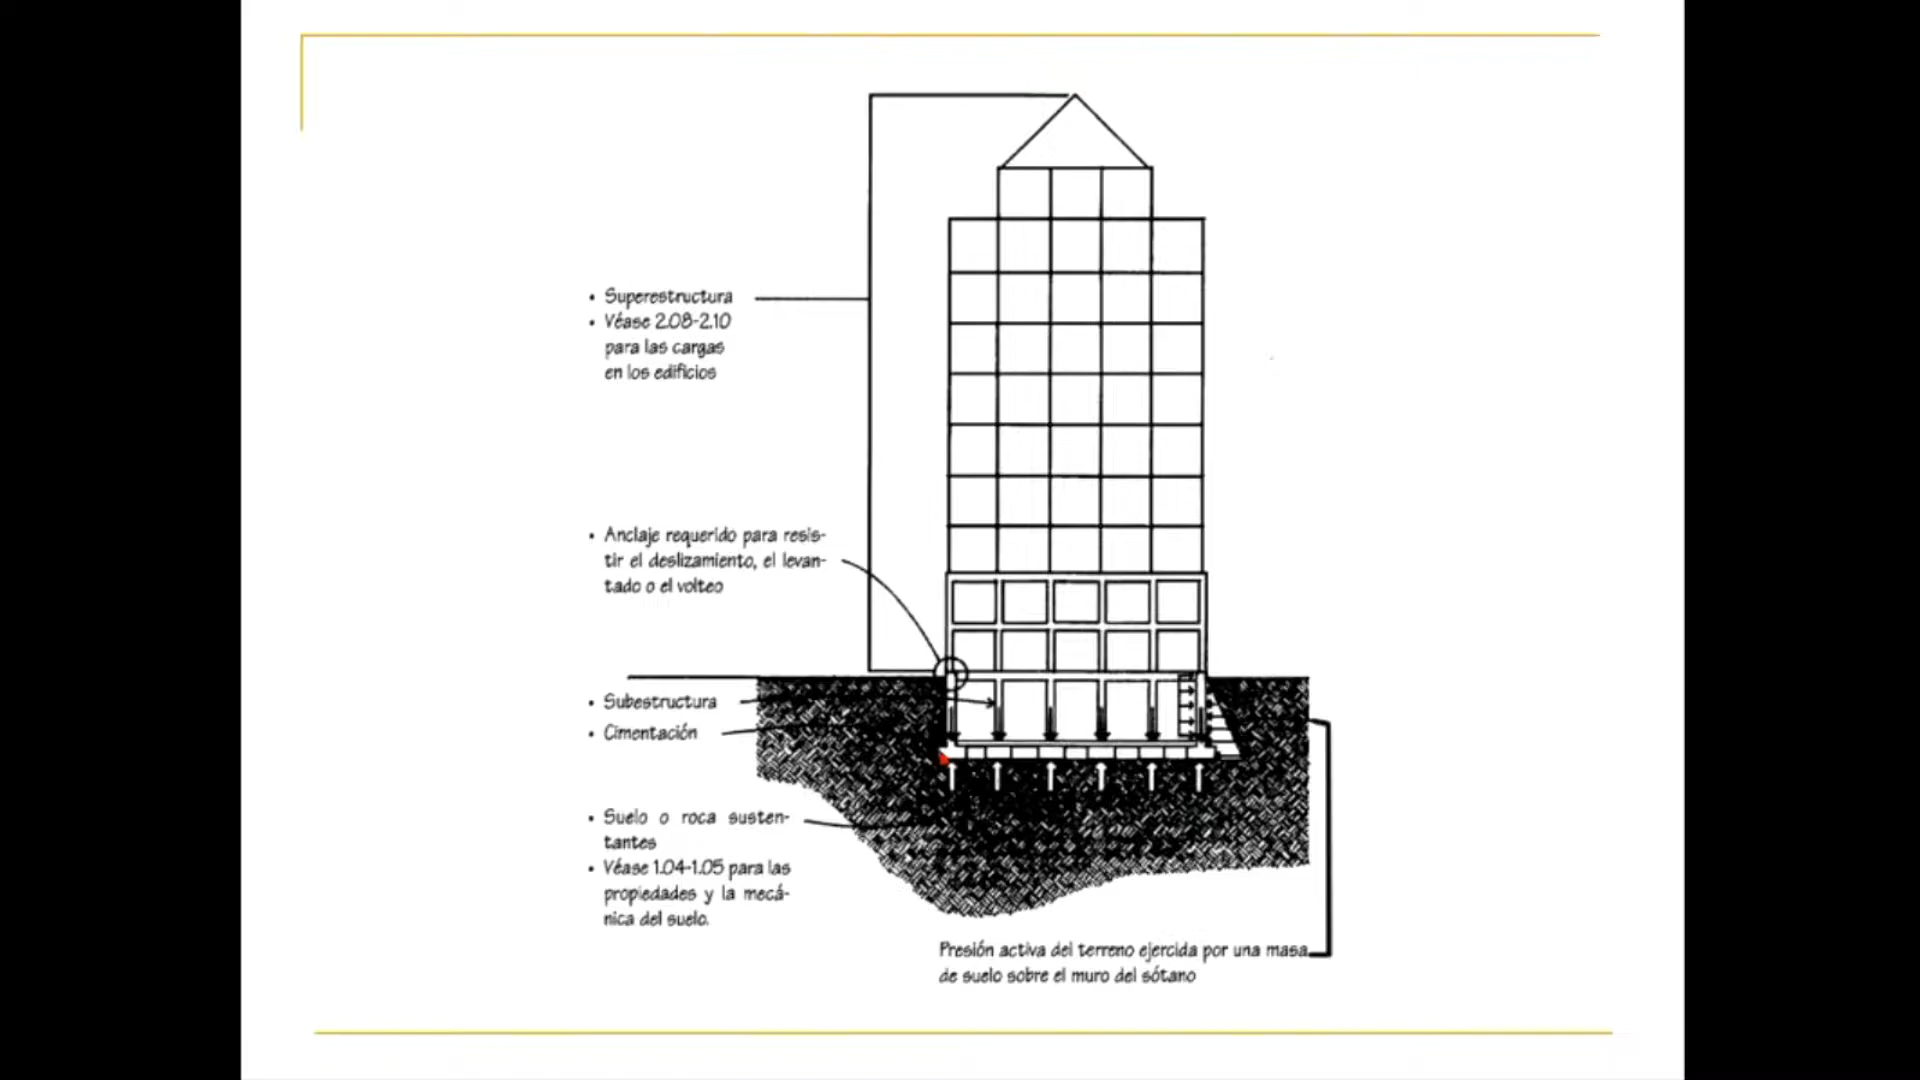 • Superestructura
• Véase 2.08-2.10
para las cargas
en los edificios
• Anclaje requerido para resis-
tir el deslizamiento, el levan-
tado o el volteo
• Subestructura
• Cimentación
• Suelo o roca susten-
tantes
• Véase 1.04-1.05 para las
propiedades y la mecá-
nica del suelo.
Presión activa del terreno ejercida por una masa
de suelo sobre el muro del sótano